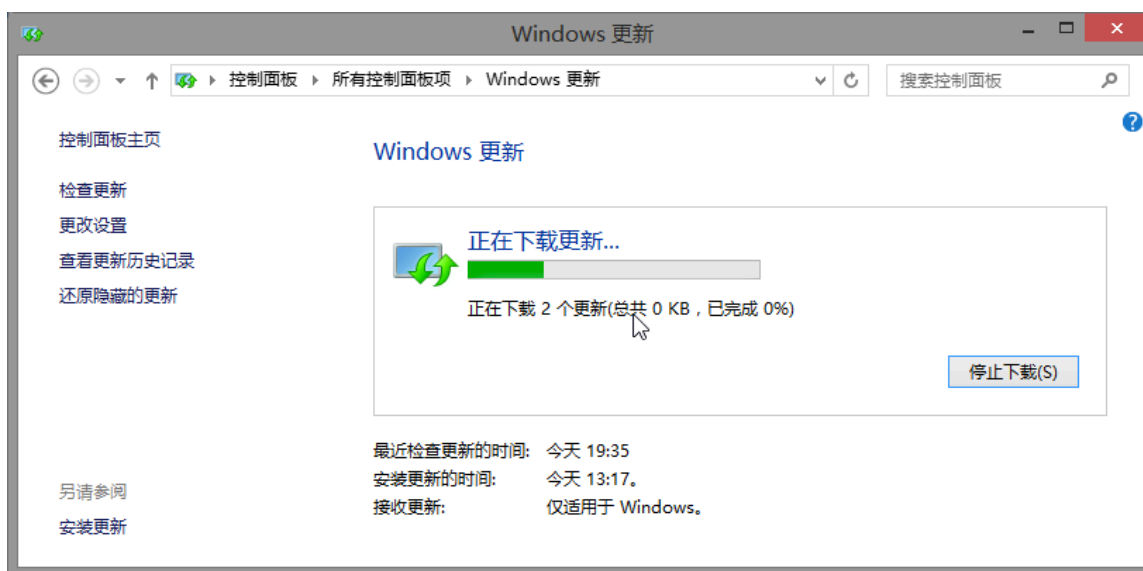 Windows 更新
控制面板 所有控制面板项 Windows 更新
搜索控制面板
控制面板主页
检查更新
更改设置
查看更新历史记录
还原隐藏的更新
另请参阅
安装更新
Windows 更新
正在下载更新...
正在下载 2 个更新(总共 0 KB，已完成 0%)
停止下载(S)
最近检查更新的时间: 今天 19:35
安装更新的时间: 今天 13:17。
接收更新: 仅适用于 Windows。